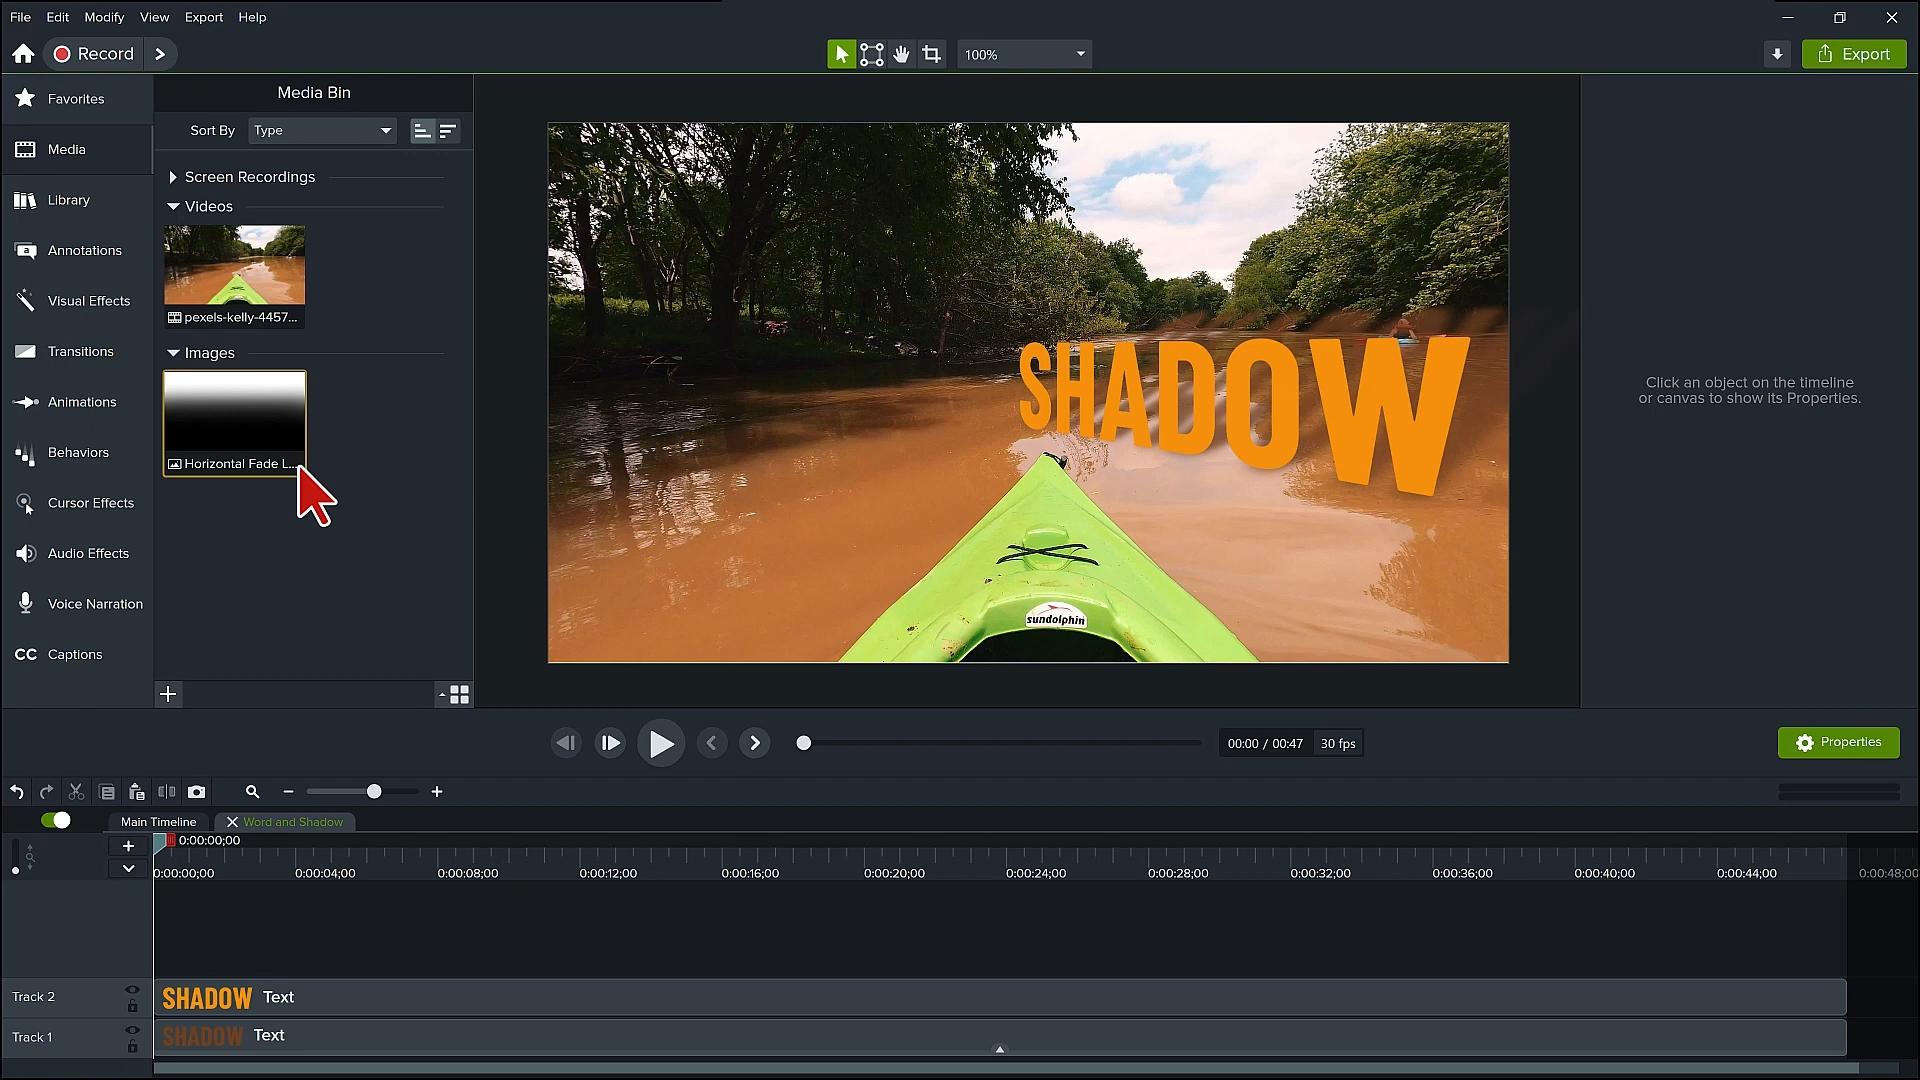 File Edit Modify View Export Help
Record 100% Export
Favorites
Media
Library
Annotations
Visual Effects
Transitions
Animations
Behaviors
Cursor Effects
Audio Effects
Voice Narration
CC Captions
Media Bin
Sort By Type
Screen Recordings
Videos
pexels-kelly-4457...
Images
Horizontal Fade L...
SHADOW
sundolphin
Click an object on the timeline
or canvas to show its Properties.
00:00 / 00:47 30 fps
Properties
Main Timeline Word and Shadow
0:00:00;00
0:00:00;00 0:00:04;00 0:00:08;00 0:00:12;00 0:00:16;00 0:00:20;00 0:00:24;00 0:00:28;00 0:00:32;00 0:00:36;00 0:00:40;00 0:00:44;00 0:00:48;00
Track 2 SHADOW Text
Track 1 SHADOW Text